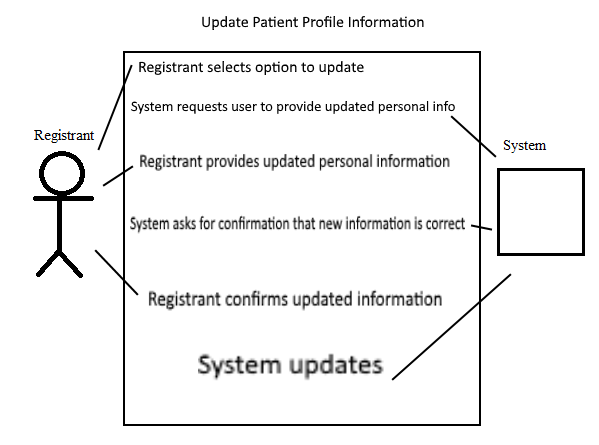 Update Patient Profile Information
Registrant selects option to update
System requests user to provide updated personal info
Registrant
System
Registrant provides updated personal information
System asks for confirmation that new information is correct
Registrant confirms updated information
System updates